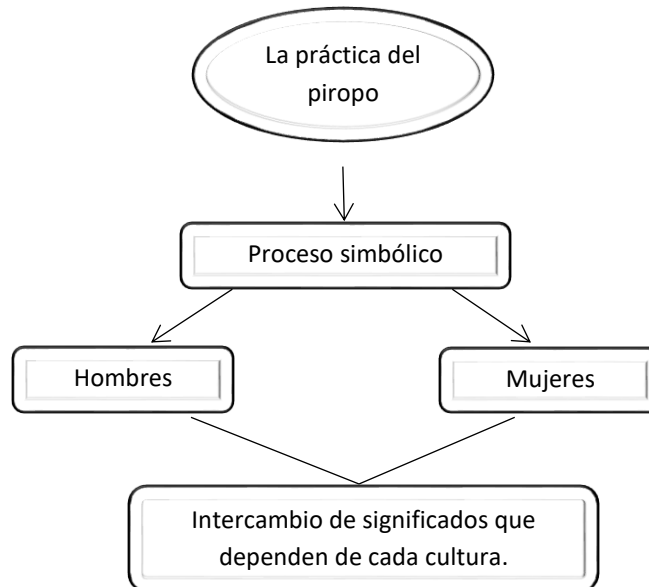 La práctica del
piropo
Proceso simbólico
Hombres
Mujeres
Intercambio de significados que
dependen de cada cultura.